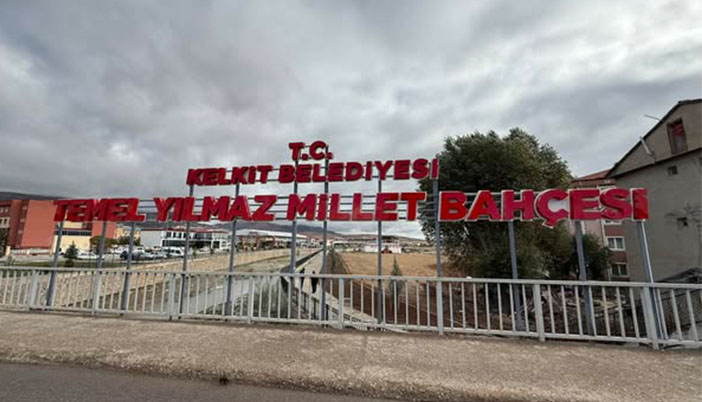 T.C.
KELKİT BELEDİYESİ
TEMEL YILMAZ MİLLET BAHÇESİ